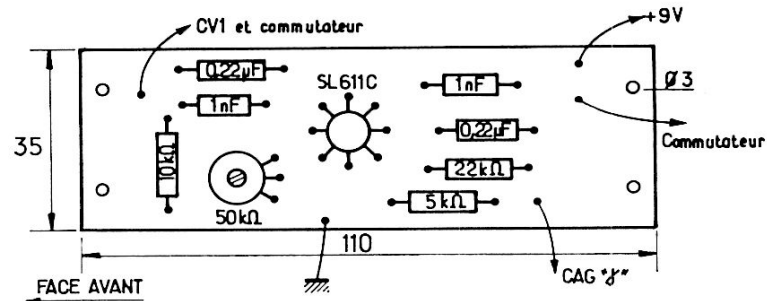 CV1 et commutateur
+9V
0,22µF
SL611C
1nF
Ø3
1nF
35
10kΩ
0,22µF
Commutateur
22kΩ
50kΩ
5kΩ
110
FACE AVANT
CAG "γ"